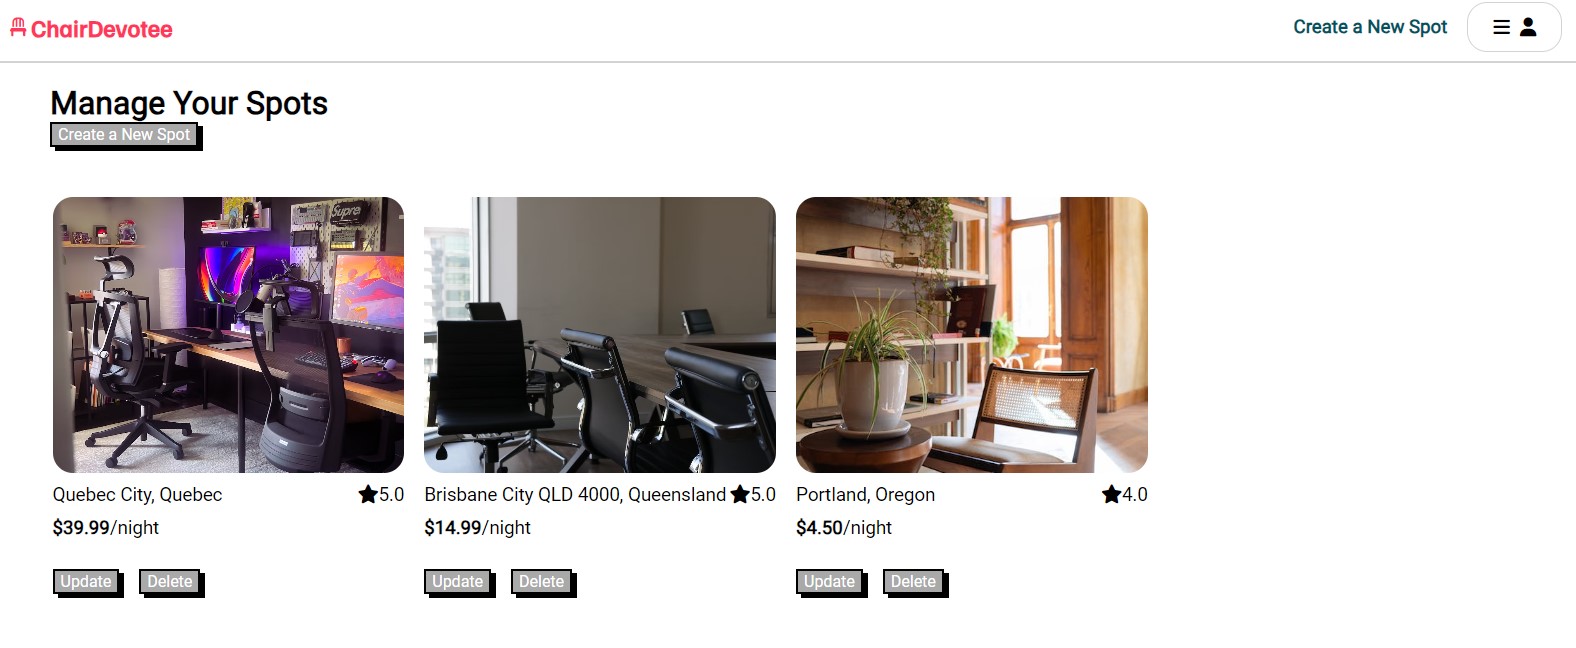 ChairDevotee
Create a New Spot
Manage Your Spots
Create a New Spot
Supre
Quebec City, Quebec
5.0
$39.99/night
Update
Delete
Brisbane City QLD 4000, Queensland
5.0
$14.99/night
Update
Delete
Portland, Oregon
4.0
$4.50/night
Update
Delete